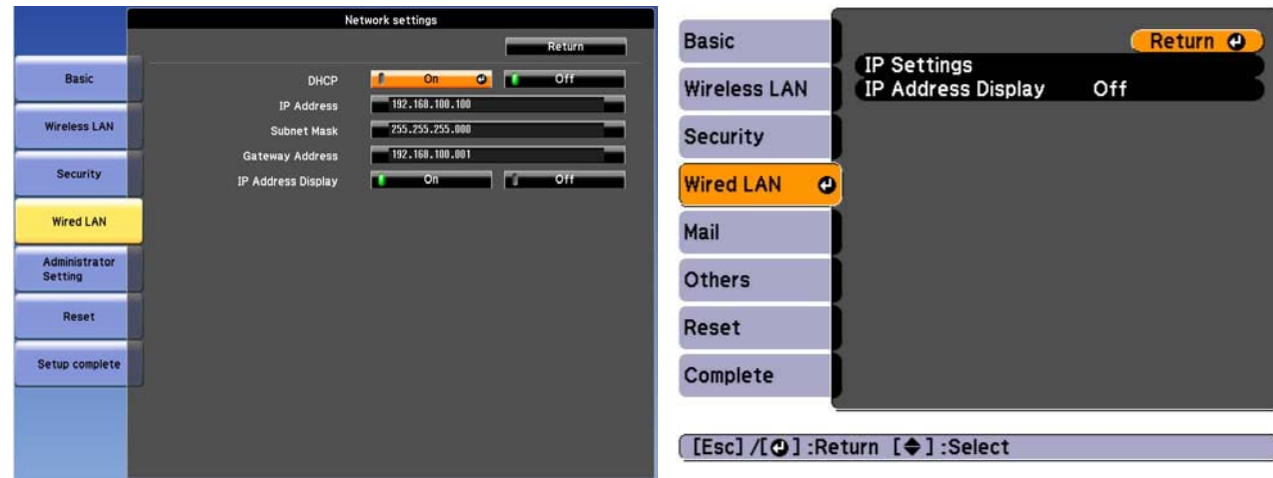 Network settings
Return
Basic
Wireless LAN
Security
Wired LAN
Administrator
Setting
Reset
Setup complete
DHCP On Off
IP Address 192.168.100.100
Subnet Mask 255.255.255.000
Gateway Address 192.168.100.001
IP Address Display On Off
Basic
Wireless LAN
Security
Wired LAN
Mail
Others
Reset
Complete
Return
IP Settings
IP Address Display Off
[Esc] /[ ] :Return [ ] :Select